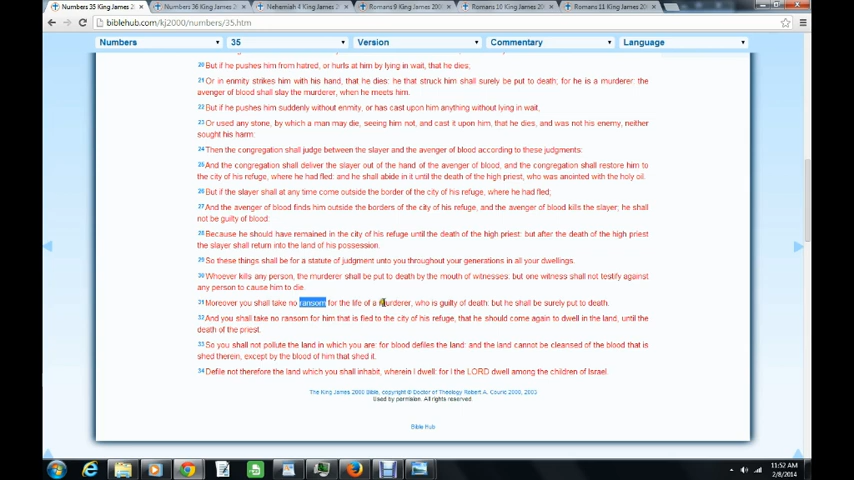 Numbers 35 King James 2
Numbers 36 King James 2
Nehemiah 4 King James 2
Romans 9 King James 2
Romans 10 King James 2
Romans 11 King James 2
biblehub.com/kj2000/numbers/35.htm
Numbers 35 Version Commentary Language
20 But if he pushes him from hatred, or hurls at him by lying in wait, that he dies;
21 Or in enmity strikes him with his hand, that he dies: he that struck him shall surely be put to death; for he is a murderer: the
avenger of blood shall slay the murderer, when he meets him.
22 But if he pushes him suddenly without enmity, or has cast upon him anything without lying in wait,
23 Or used any stone, by which a man may die, seeing him not, and cast it upon him, that he dies, and was not his enemy, neither
sought his harm:
24 Then the congregation shall judge between the slayer and the avenger of blood according to these judgments:
25 And the congregation shall deliver the slayer out of the hand of the avenger of blood, and the congregation shall restore him to
the city of his refuge, where he had fled: and he shall abide in it until the death of the high priest, who was anointed with the holy oil.
26 But if the slayer shall at any time come outside the border of the city of his refuge, where he had fled;
27 And the avenger of blood finds him outside the borders of the city of his refuge, and the avenger of blood kills the slayer; he shall
not be guilty of blood:
28 Because he should have remained in the city of his refuge until the death of the high priest: but after the death of the high priest
the slayer shall return into the land of his possession.
29 So these things shall be for a statute of judgment unto you throughout your generations in all your dwellings.
30 Whoever kills any person, the murderer shall be put to death by the mouth of witnesses: but one witness shall not testify against
any person to cause him to die.
31 Moreover you shall take no ransom for the life of a murderer, who is guilty of death: but he shall be surely put to death.
32 And you shall take no ransom for him that is fled to the city of his refuge, that he should come again to dwell in the land, until the
death of the priest.
33 So you shall not pollute the land in which you are: for blood defiles the land: and the land cannot be cleansed of the blood that is
shed therein, except by the blood of him that shed it.
34 Defile not therefore the land which you shall inhabit, wherein I dwell: for I the LORD dwell among the children of Israel.
The King James 2000 Bible, copyright © Doctor of Theology Robert A. Couric 2000, 2003
Used by permission. All rights reserved.
Bible Hub
11:52 AM
2/8/2014